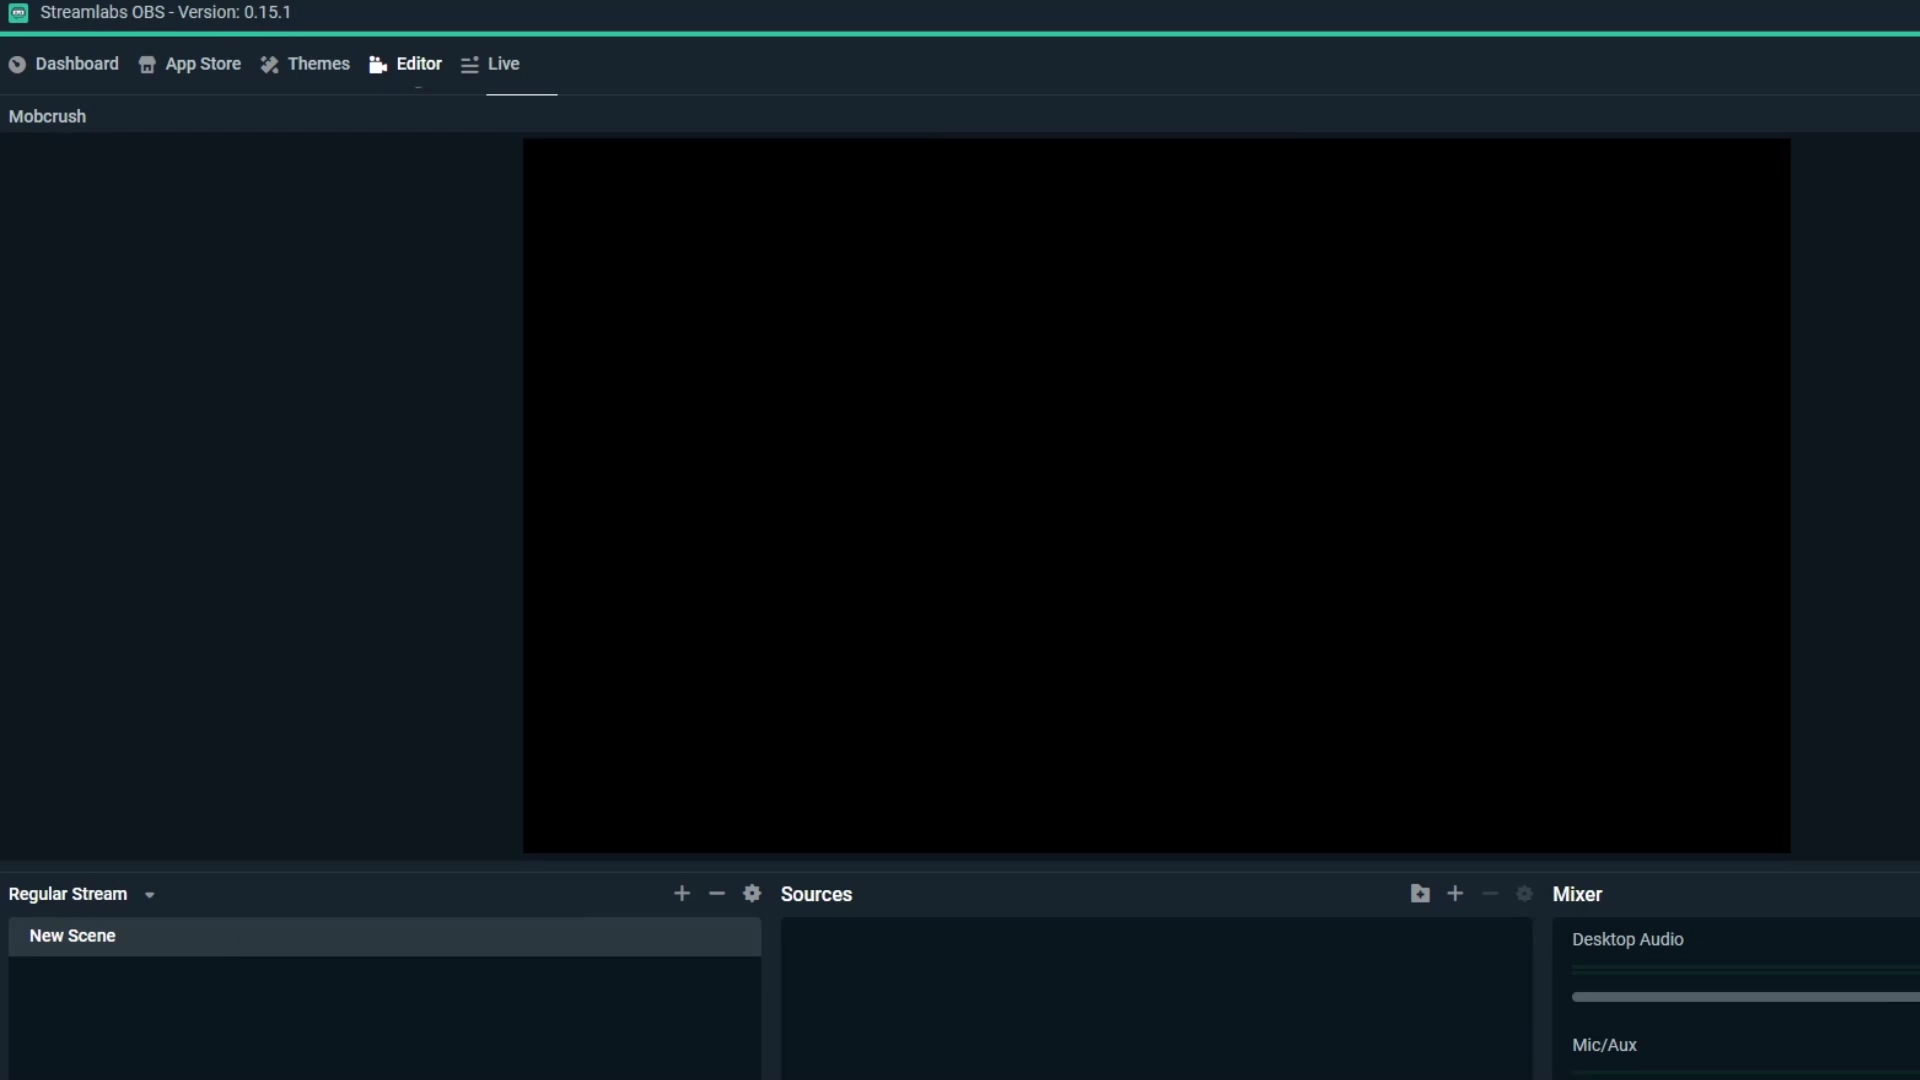 Streamlabs OBS - Version: 0.15.1
Dashboard App Store Themes Editor Live
Mobcrush
Regular Stream Sources Mixer
New Scene
Desktop Audio
Mic/Aux